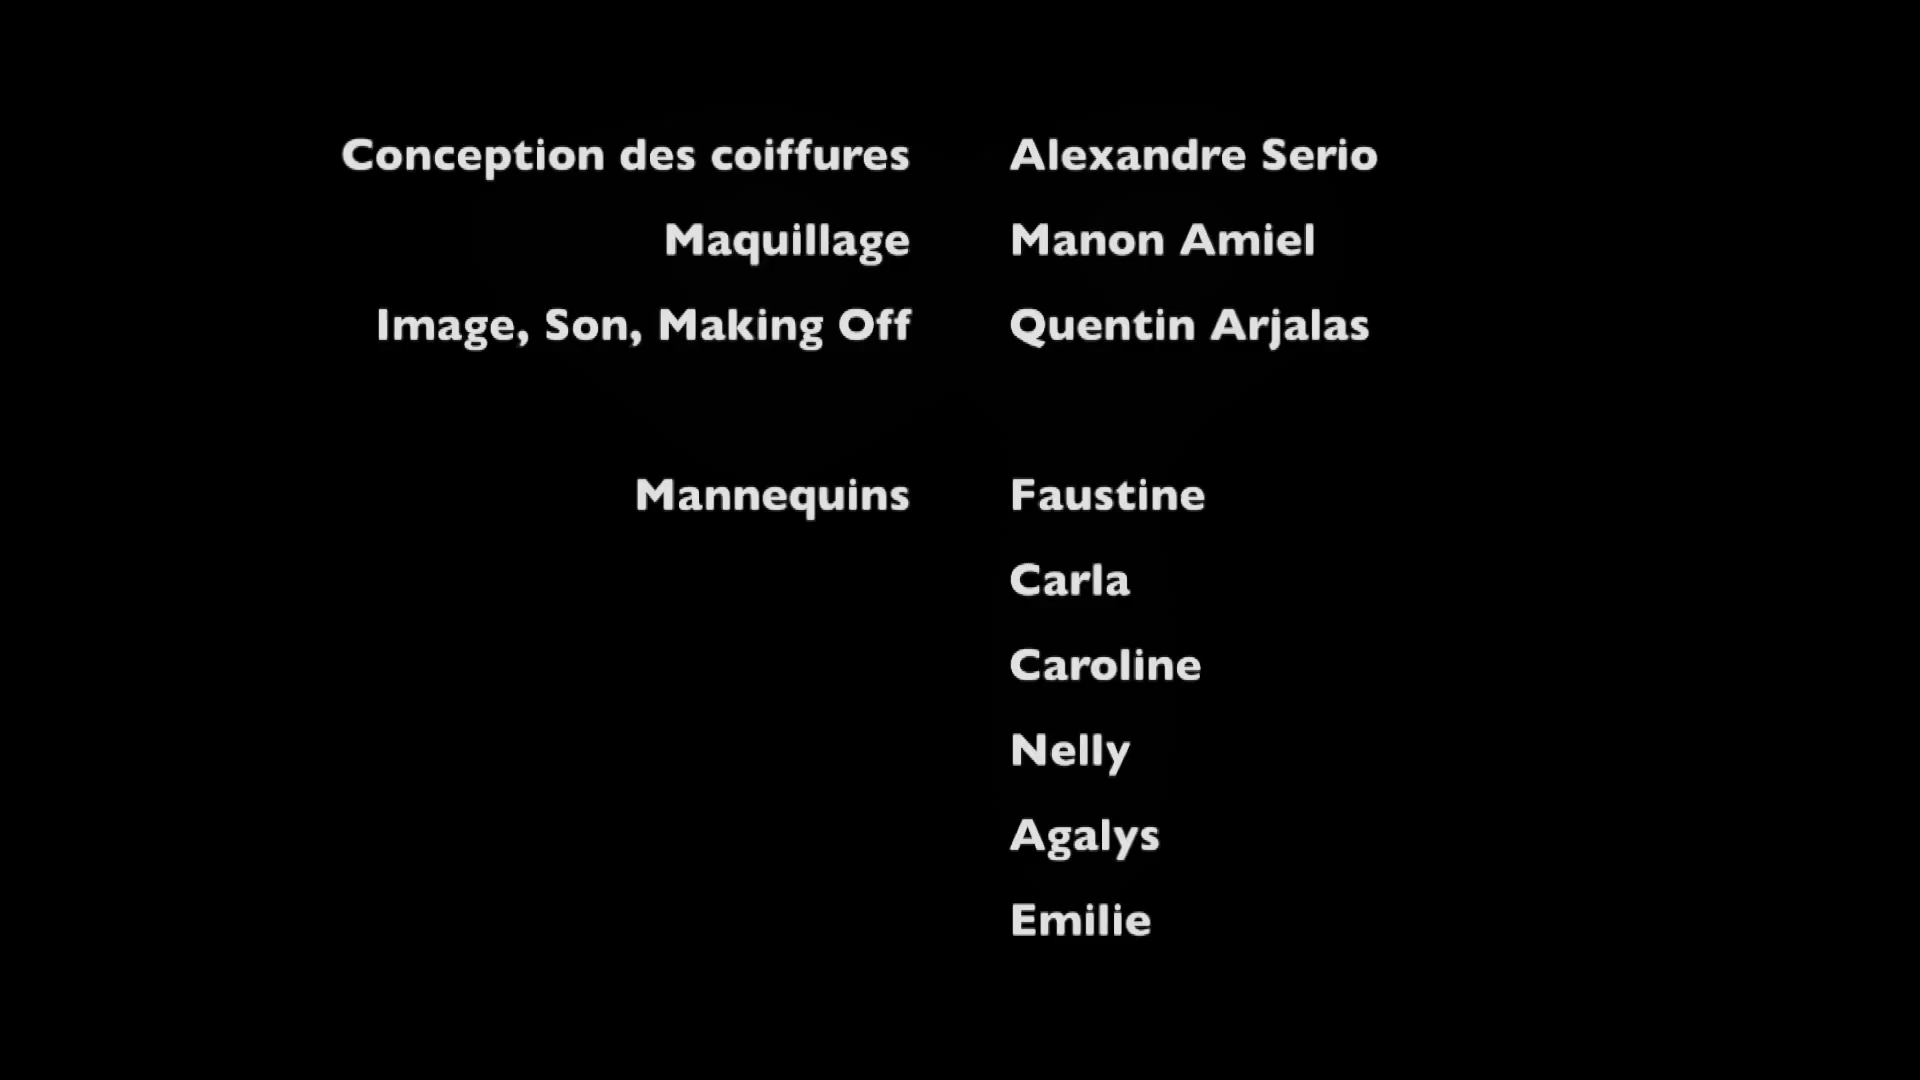 Conception des coiffures Alexandre Serio
Maquillage Manon Amiel
Image, Son, Making Off Quentin Arjalas
Mannequins Faustine
Carla
Caroline
Nelly
Agalys
Emilie